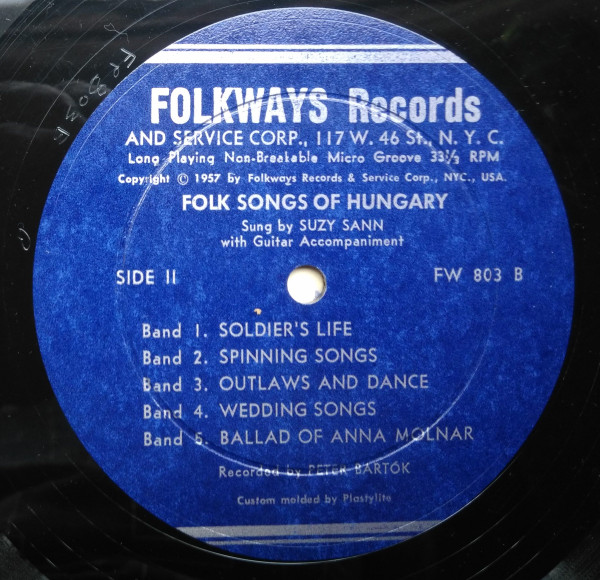 FOLKWAYS Records
AND SERVICE CORP., 117 W. 46 St., N. Y. C.
Long Playing Non-Breakable Micro Groove 33⅓ RPM
Copyright © 1957 by Folkways Records & Service Corp., NYC., USA.
FOLK SONGS OF HUNGARY
Sung by SUZY SANN
with Guitar Accompaniment
SIDE II
FW 803 B
Band 1. SOLDIER'S LIFE
Band 2. SPINNING SONGS
Band 3. OUTLAWS AND DANCE
Band 4. WEDDING SONGS
Band 5. BALLAD OF ANNA MOLNAR
Recorded by PETER BARTÓK
Custom molded by Plastylite